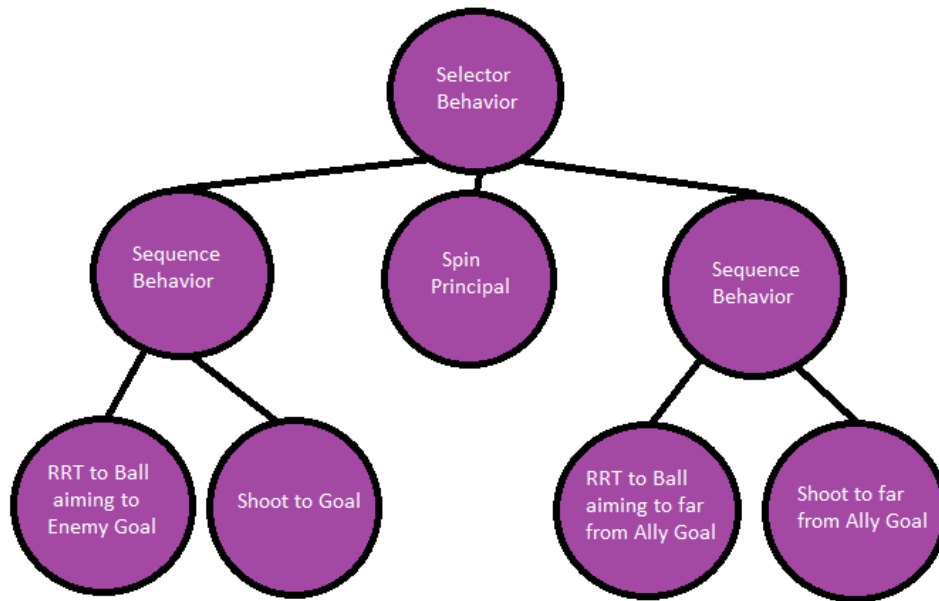 Selector
Behavior
Sequence
Behavior
Spin
Principal
Sequence
Behavior
RRT to Ball
aiming to
Enemy Goal
Shoot to Goal
RRT to Ball
aiming to far
from Ally Goal
Shoot to far
from Ally Goal